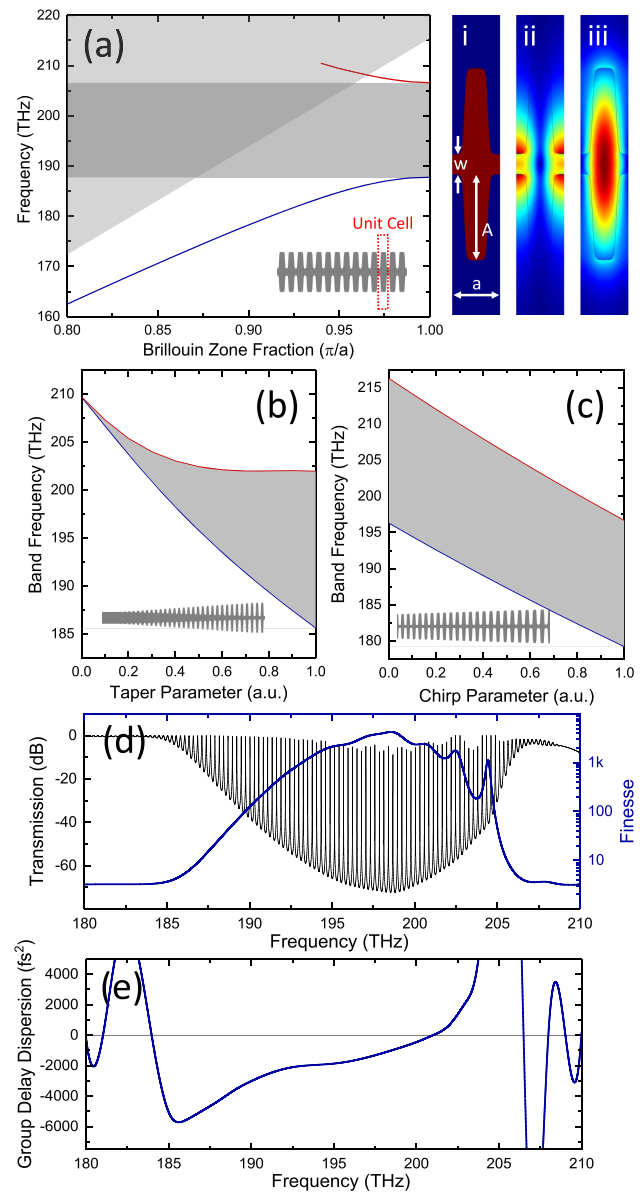 (a)
Frequency (THz)
220
210
200
190
180
170
160
0.80
0.85
0.90
0.95
1.00
Brillouin Zone Fraction (π/a)
Unit Cell
i
ii
iii
w
A
a
(b)
Band Frequency (THz)
210
205
200
195
190
185
0.0
0.2
0.4
0.6
0.8
1.0
Taper Parameter (a.u.)
(c)
Band Frequency (THz)
215
210
205
200
195
190
185
180
0.0
0.2
0.4
0.6
0.8
1.0
Chirp Parameter (a.u.)
(d)
Transmission (dB)
0
-20
-40
-60
1k
100
10
Finesse
180
185
190
195
200
205
210
Frequency (THz)
(e)
Group Delay Dispersion (fs²)
4000
2000
0
-2000
-4000
-6000
180
185
190
195
200
205
210
Frequency (THz)